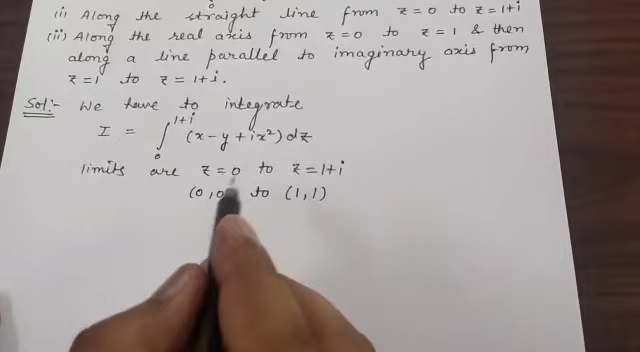 (i) Along the straight line from z=0 to z=1+i
(ii) Along the real axis from z=0 to z=1 & then
along a line parallel to imaginary axis from
z=1 to z=1+i.
Sol:- We have to integrate
I = ∫₀^{1+i} (x-y+ix²)dz
limits are z=0 to z=1+i
(0,0 to (1,1)